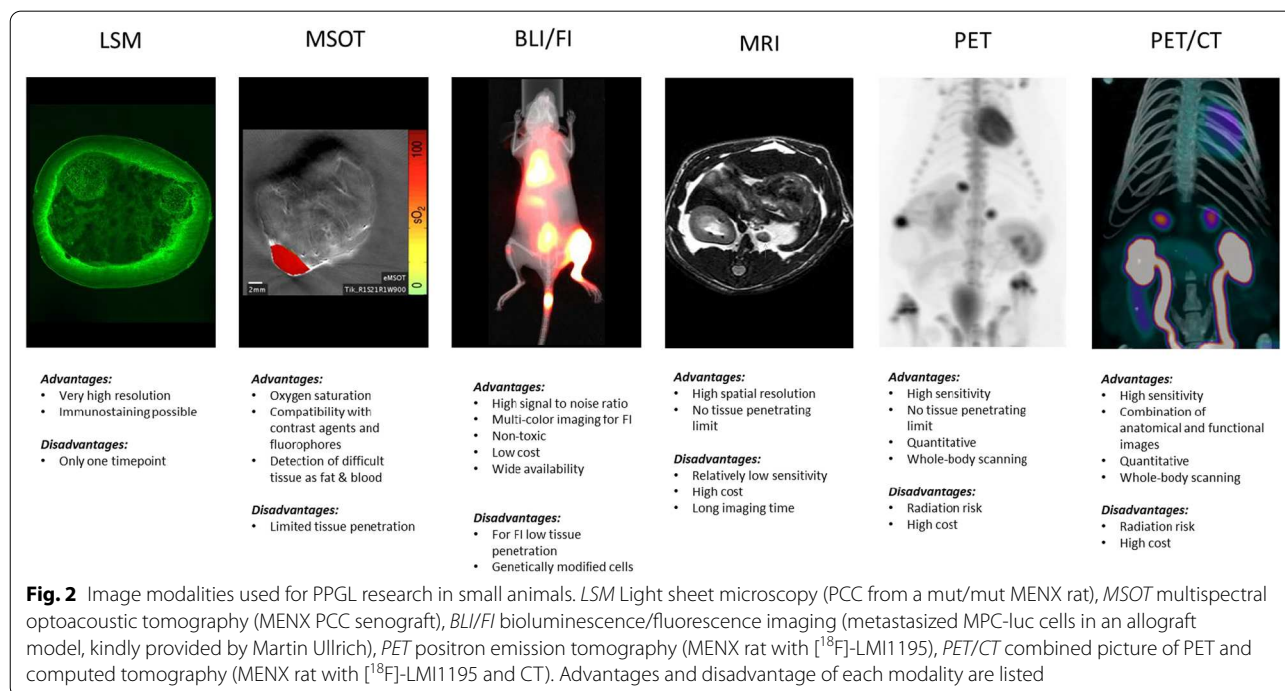 LSM
MSOT
BLI/FI
MRI
PET
PET/CT
100
sO2
0
2mm
eMSOT
Tik_R1S21R1W900
Advantages:
• Very high resolution
• Immunostaining possible
Disadvantages:
• Only one timepoint
Advantages:
• Oxygen saturation
• Compatibility with
contrast agents and
fluorophores
• Detection of difficult
tissue as fat & blood
Disadvantages:
• Limited tissue penetration
Advantages:
• High signal to noise ratio
• Multi-color imaging for FI
• Non-toxic
• Low cost
• Wide availability
Disadvantages:
• For FI low tissue
penetration
• Genetically modified cells
Advantages:
• High spatial resolution
• No tissue penetrating
limit
Disadvantages:
• Relatively low sensitivity
• High cost
• Long imaging time
Advantages:
• High sensitivity
• No tissue penetrating
limit
• Quantitative
• Whole-body scanning
Disadvantages:
• Radiation risk
• High cost
Advantages:
• High sensitivity
• Combination of
anatomical and functional
images
• Quantitative
• Whole-body scanning
Disadvantages:
• Radiation risk
• High cost
Fig. 2 Image modalities used for PPGL research in small animals. LSM Light sheet microscopy (PCC from a mut/mut MENX rat), MSOT multispectral
optoacoustic tomography (MENX PCC senograft), BLI/FI bioluminescence/fluorescence imaging (metastasized MPC-luc cells in an allograft
model, kindly provided by Martin Ullrich), PET positron emission tomography (MENX rat with [18F]-LMI1195), PET/CT combined picture of PET and
computed tomography (MENX rat with [18F]-LMI1195 and CT). Advantages and disadvantage of each modality are listed